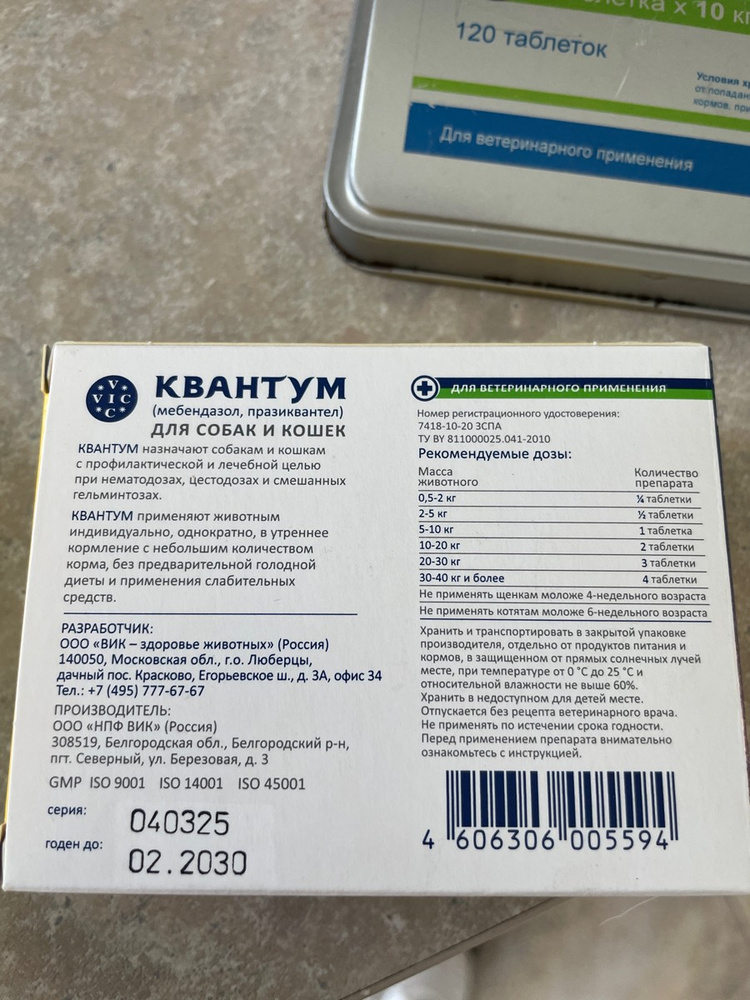 x 10
120 таблеток
Условия
от
кормов,
Для ветеринарного применения
V
V I C
C
КВАНТУМ
(мебендазол, празиквантел)
ДЛЯ СОБАК И КОШЕК
КВАНТУМ назначают собакам и кошкам
с профилактической и лечебной целью
при нематодозах, цестодозах и смешанных
гельминтозах.
КВАНТУМ применяют животным
индивидуально, однократно, в утреннее
кормление с небольшим количеством
корма, без предварительной голодной
диеты и применения слабительных
средств.
РАЗРАБОТЧИК:
ООО «ВИК – здоровье животных» (Россия)
140050, Московская обл., г.о. Люберцы,
дачный пос. Красково, Егорьевское ш., д. 3А, офис 34
Тел.: +7 (495) 777-67-67
ПРОИЗВОДИТЕЛЬ:
ООО «НПФ ВИК» (Россия)
308519, Белгородская обл., Белгородский р-н,
пгт. Северный, ул. Березовая, д. 3
GMP ISO 9001 ISO 14001 ISO 45001
серия: 040325
годен до: 02.2030
ДЛЯ ВЕТЕРИНАРНОГО ПРИМЕНЕНИЯ
Номер регистрационного удостоверения:
7418-10-20 ЗСПА
ТУ BY 811000025.041-2010
Рекомендуемые дозы:
Масса животного Количество препарата
0,5-2 кг ¼ таблетки
2-5 кг ½ таблетки
5-10 кг 1 таблетка
10-20 кг 2 таблетки
20-30 кг 3 таблетки
30-40 кг и более 4 таблетки
Не применять щенкам моложе 4-недельного возраста
Не применять котятам моложе 6-недельного возраста
Хранить и транспортировать в закрытой упаковке
производителя, отдельно от продуктов питания и
кормов, в защищенном от прямых солнечных лучей
месте, при температуре от 0 °C до 25 °C и
относительной влажности не выше 60%.
Хранить в недоступном для детей месте.
Отпускается без рецепта ветеринарного врача.
Не применять по истечении срока годности.
Перед применением препарата внимательно
ознакомьтесь с инструкцией.
4 606306 005594